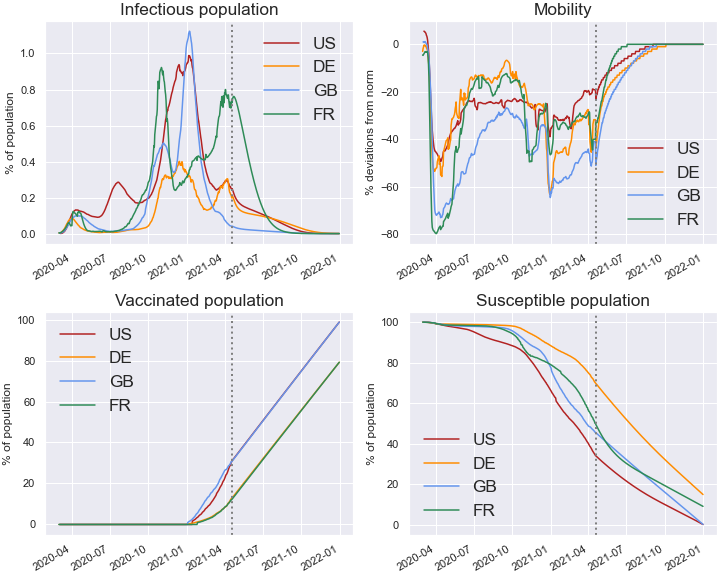 Infectious population
% of population
1.0
0.8
0.6
0.4
0.2
0.0
US
DE
GB
FR
2020-04
2020-07
2020-10
2021-01
2021-04
2021-07
2021-10
2022-01
Mobility
% deviations from norm
0
−20
−40
−60
−80
US
DE
GB
FR
2020-04
2020-07
2020-10
2021-01
2021-04
2021-07
2021-10
2022-01
Vaccinated population
% of population
100
80
60
40
20
0
US
DE
GB
FR
2020-04
2020-07
2020-10
2021-01
2021-04
2021-07
2021-10
2022-01
Susceptible population
% of population
100
80
60
40
20
0
US
DE
GB
FR
2020-04
2020-07
2020-10
2021-01
2021-04
2021-07
2021-10
2022-01